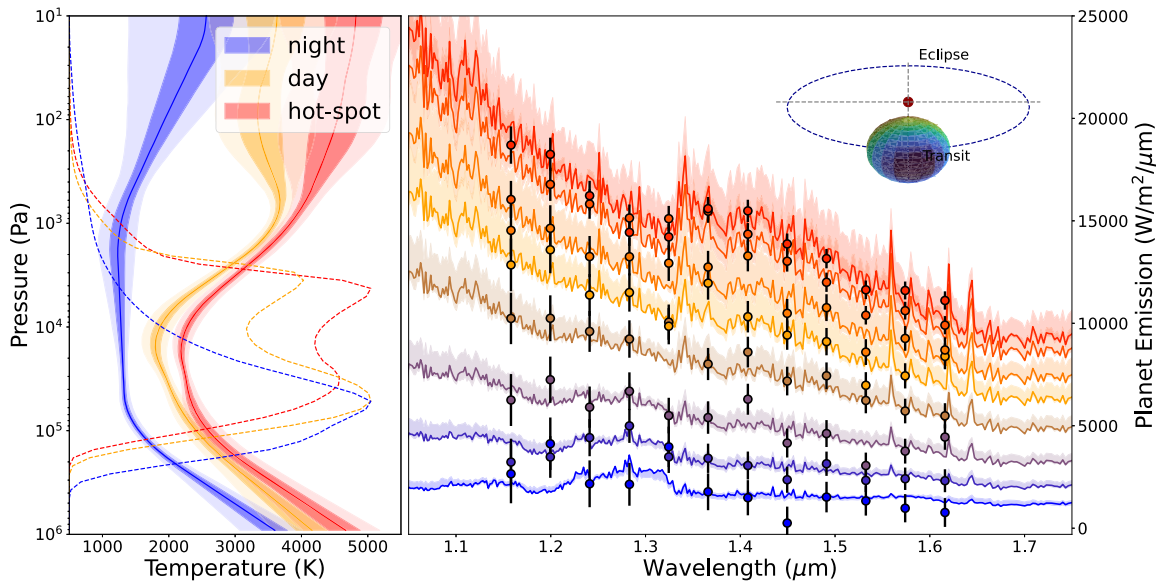 10¹
10²
10³
10⁴
10⁵
10⁶
Pressure (Pa)
night
day
hot-spot
1000 2000 3000 4000 5000
Temperature (K)
Eclipse
Transit
1.1 1.2 1.3 1.4 1.5 1.6 1.7
Wavelength (μm)
25000
20000
15000
10000
5000
0
Planet Emission (W/m²/μm)